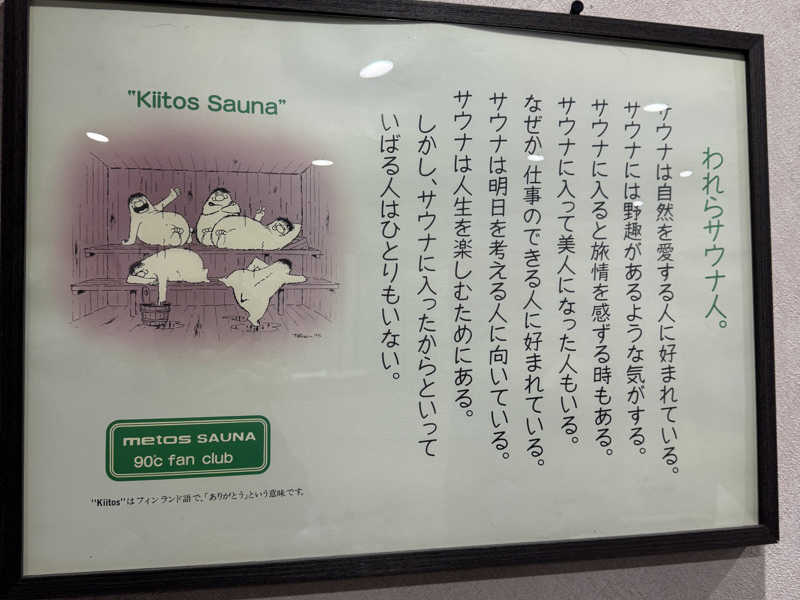 われらサウナ人。
サウナは自然を愛する人に好まれている。
サウナには野趣があるような気がする。
サウナに入ると旅情を感ずる時もある。
サウナに入って美人になった人もいる。
なぜか仕事のできる人に好まれている。
サウナは明日を考える人に向いている。
サウナは人生を楽しむためにある。
しかし、サウナに入ったからといって
いばる人はひとりもいない。
"Kiitos Sauna"
metos SAUNA
90℃ fan club
"Kiitos"はフィンランド語で、「ありがとう」という意味です。